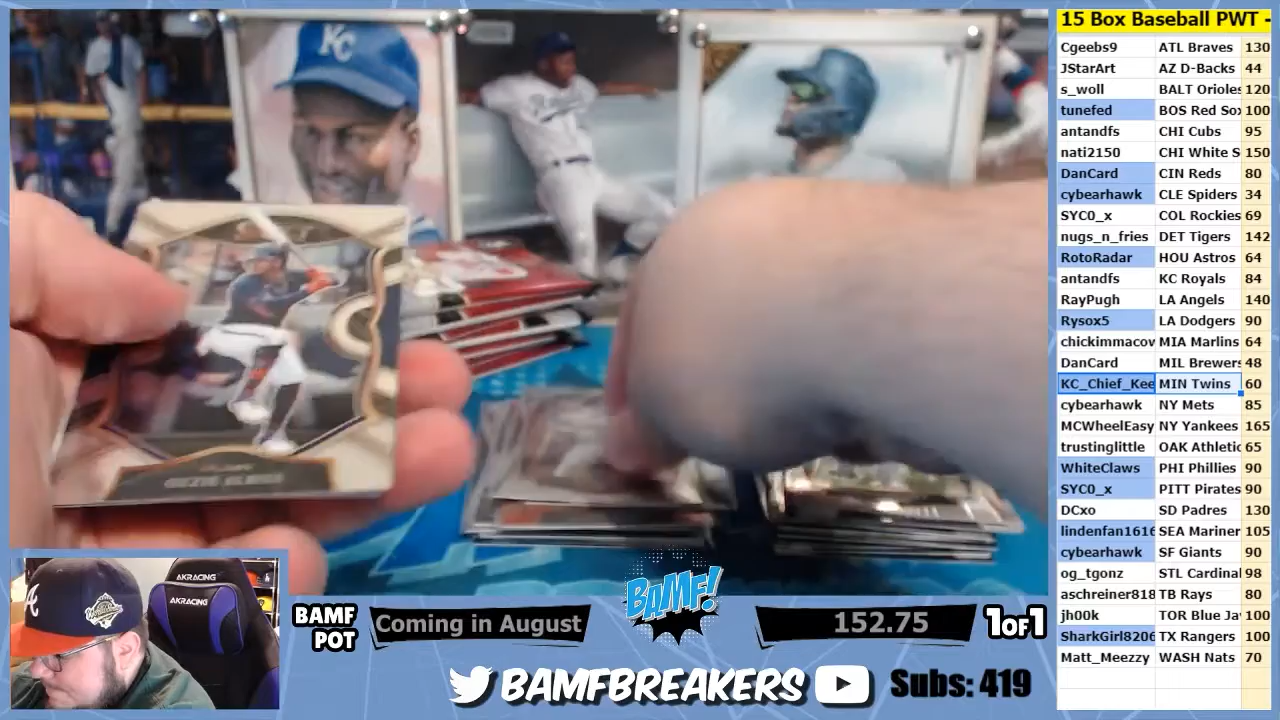 15 Box Baseball PWT -
Cgeebs9 ATL Braves 130
JStarArt AZ D-Backs 44
s_woll BALT Orioles 120
tunefed BOS Red Sox 100
antandfs CHI Cubs 95
nati2150 CHI White S 150
DanCard CIN Reds 80
cybearhawk CLE Spiders 34
SYC0_x COL Rockies 69
nugs_n_fries DET Tigers 142
RotoRadar HOU Astros 64
antandfs KC Royals 84
RayPugh LA Angels 140
Rysox5 LA Dodgers 90
chickimmacov MIA Marlins 64
DanCard MIL Brewers 48
KC_Chief_Kee MIN Twins 60
cybearhawk NY Mets 85
MCWheelEasy NY Yankees 165
trustinglittle OAK Athletic 65
WhiteClaws PHI Phillies 90
SYC0_x PITT Pirates 90
DCxo SD Padres 130
lindenfan1616 SEA Mariner 105
cybearhawk SF Giants 90
og_tgonz STL Cardinal 98
aschreiner818 TB Rays 80
jh00k TOR Blue Ja 100
SharkGirl8206 TX Rangers 100
Matt_Meezzy WASH Nats 70
KC
AKRACING
AKRACING
A
BAMF
POT
Coming in August
BAMF!
152.75
1OF1
BAMFBREAKERS
Subs: 419